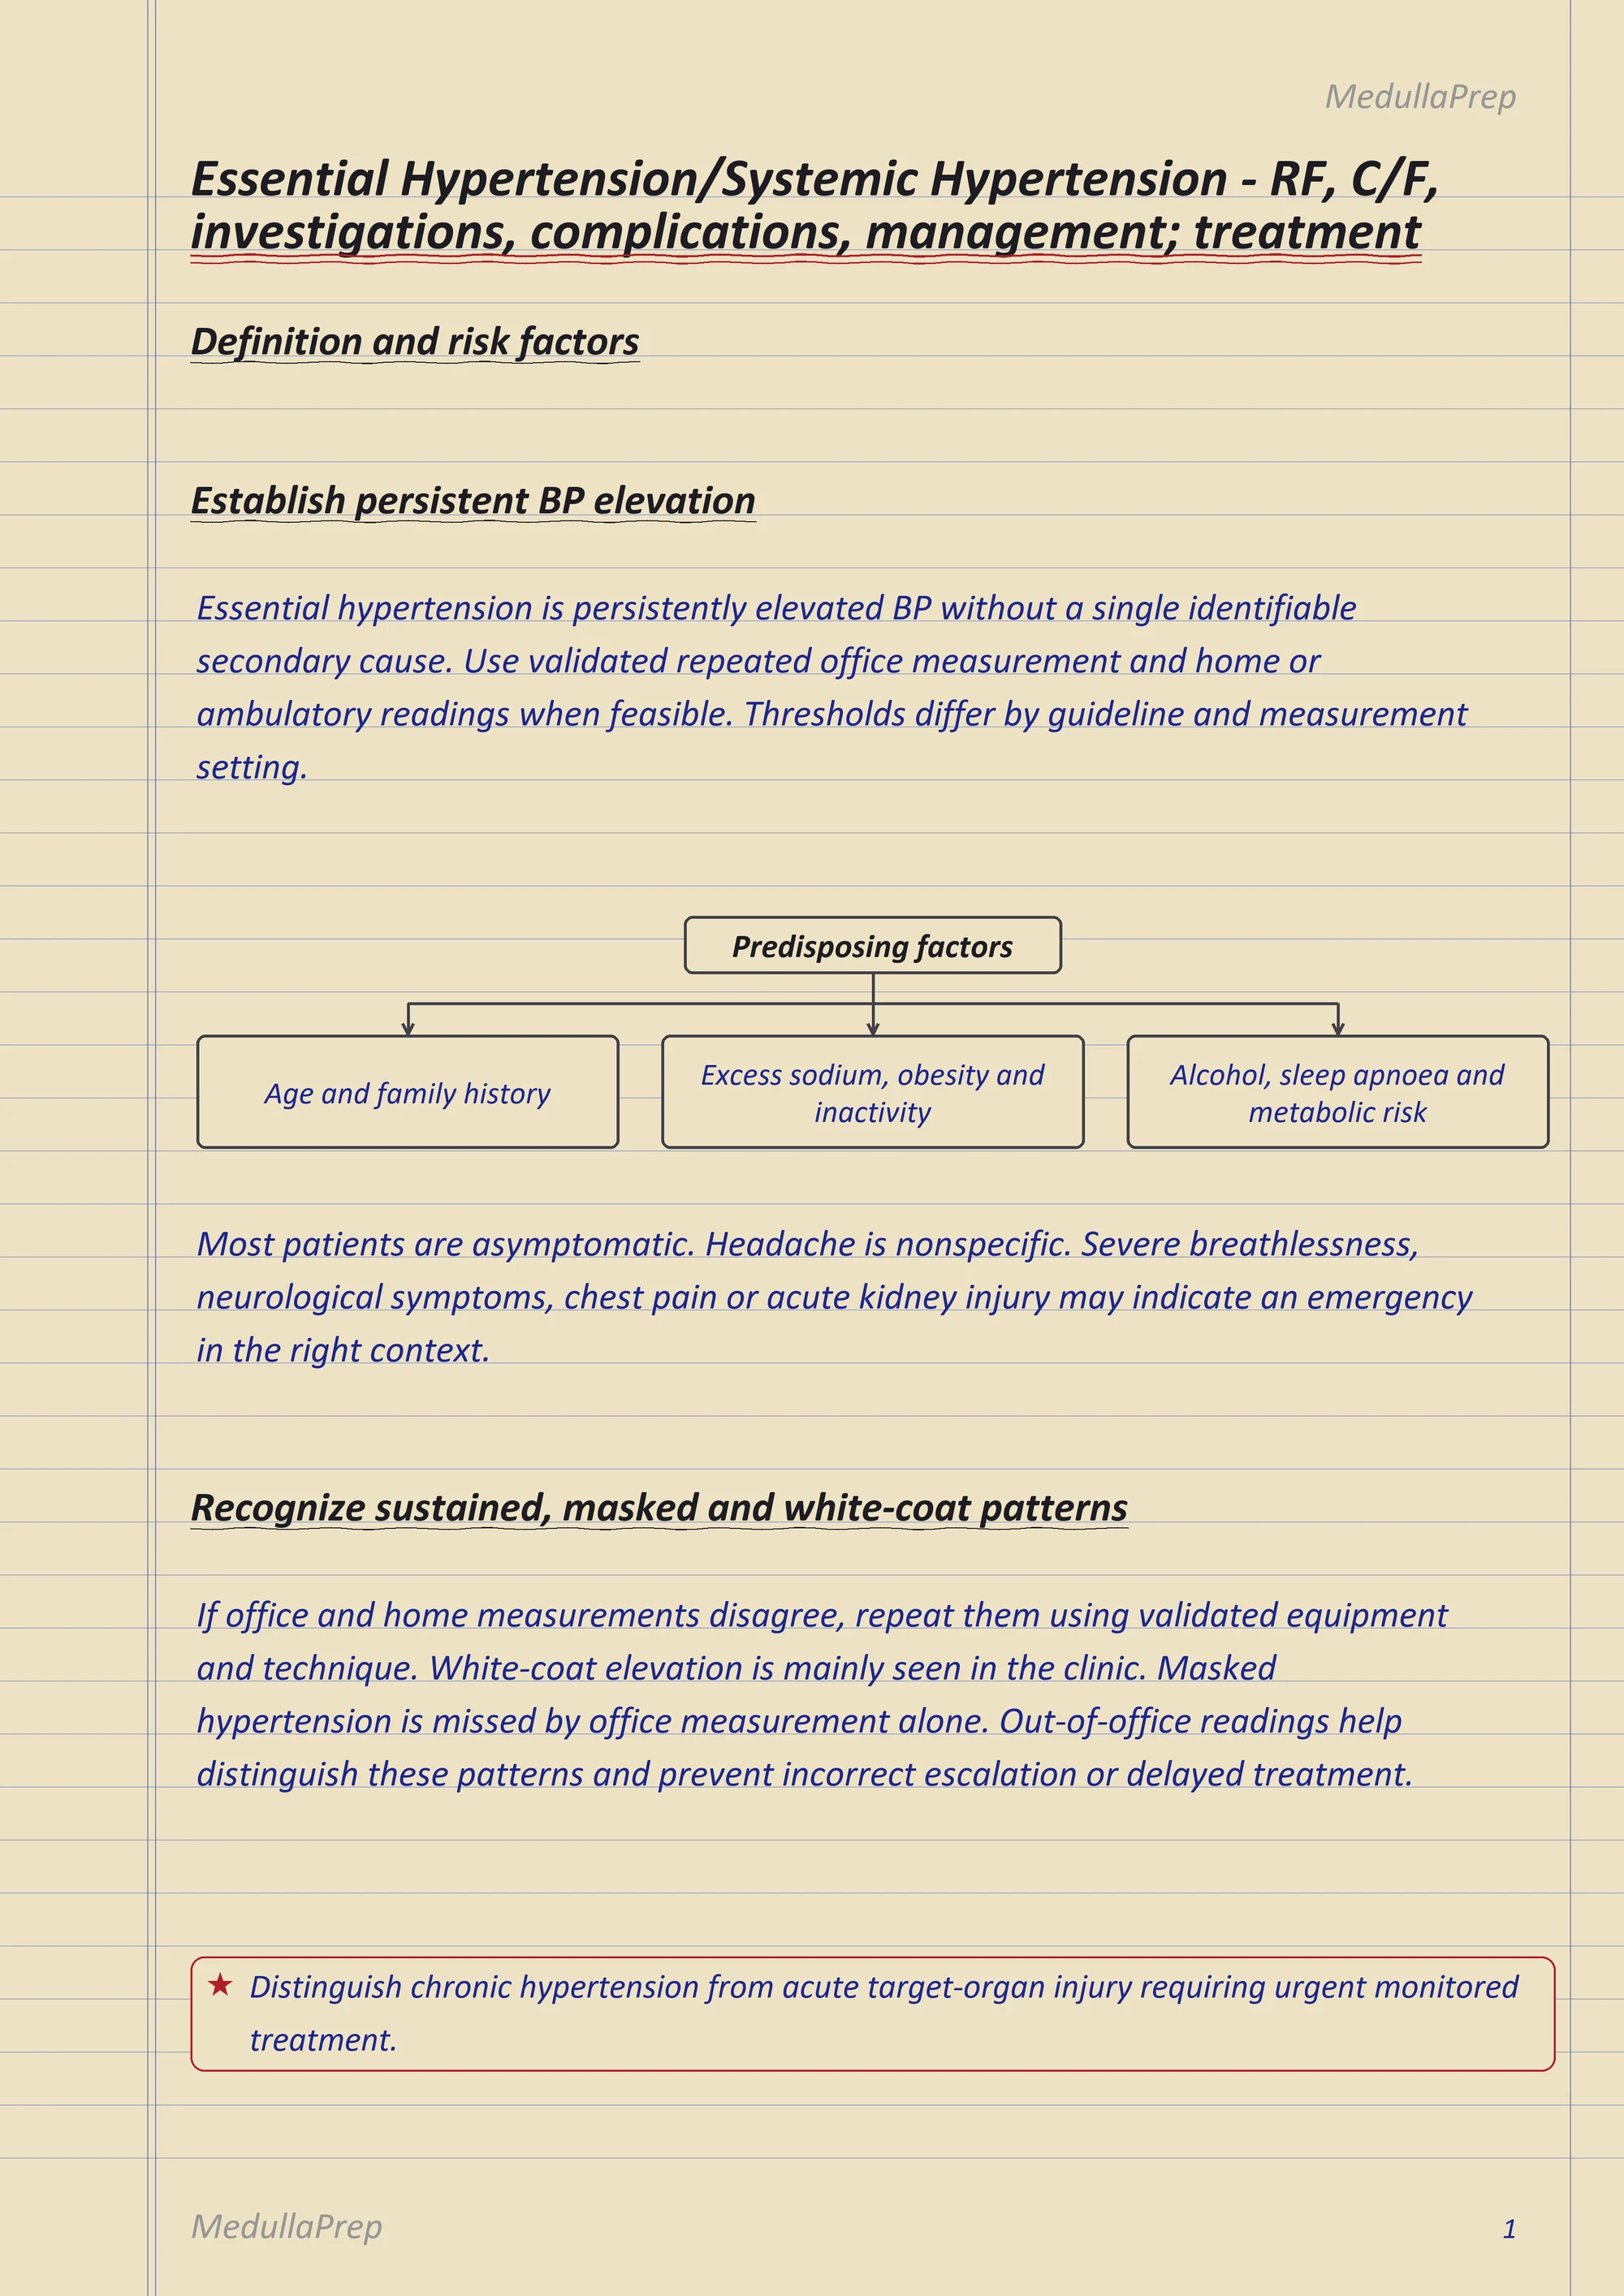 MedullaPrep
Essential Hypertension/Systemic Hypertension - RF, C/F,
investigations, complications, management; treatment
Definition and risk factors
Establish persistent BP elevation
Essential hypertension is persistently elevated BP without a single identifiable
secondary cause. Use validated repeated office measurement and home or
ambulatory readings when feasible. Thresholds differ by guideline and measurement
setting.
Predisposing factors
Age and family history
Excess sodium, obesity and
inactivity
Alcohol, sleep apnoea and
metabolic risk
Most patients are asymptomatic. Headache is nonspecific. Severe breathlessness,
neurological symptoms, chest pain or acute kidney injury may indicate an emergency
in the right context.
Recognize sustained, masked and white-coat patterns
If office and home measurements disagree, repeat them using validated equipment
and technique. White-coat elevation is mainly seen in the clinic. Masked
hypertension is missed by office measurement alone. Out-of-office readings help
distinguish these patterns and prevent incorrect escalation or delayed treatment.
★ Distinguish chronic hypertension from acute target-organ injury requiring urgent monitored
treatment.
MedullaPrep
1